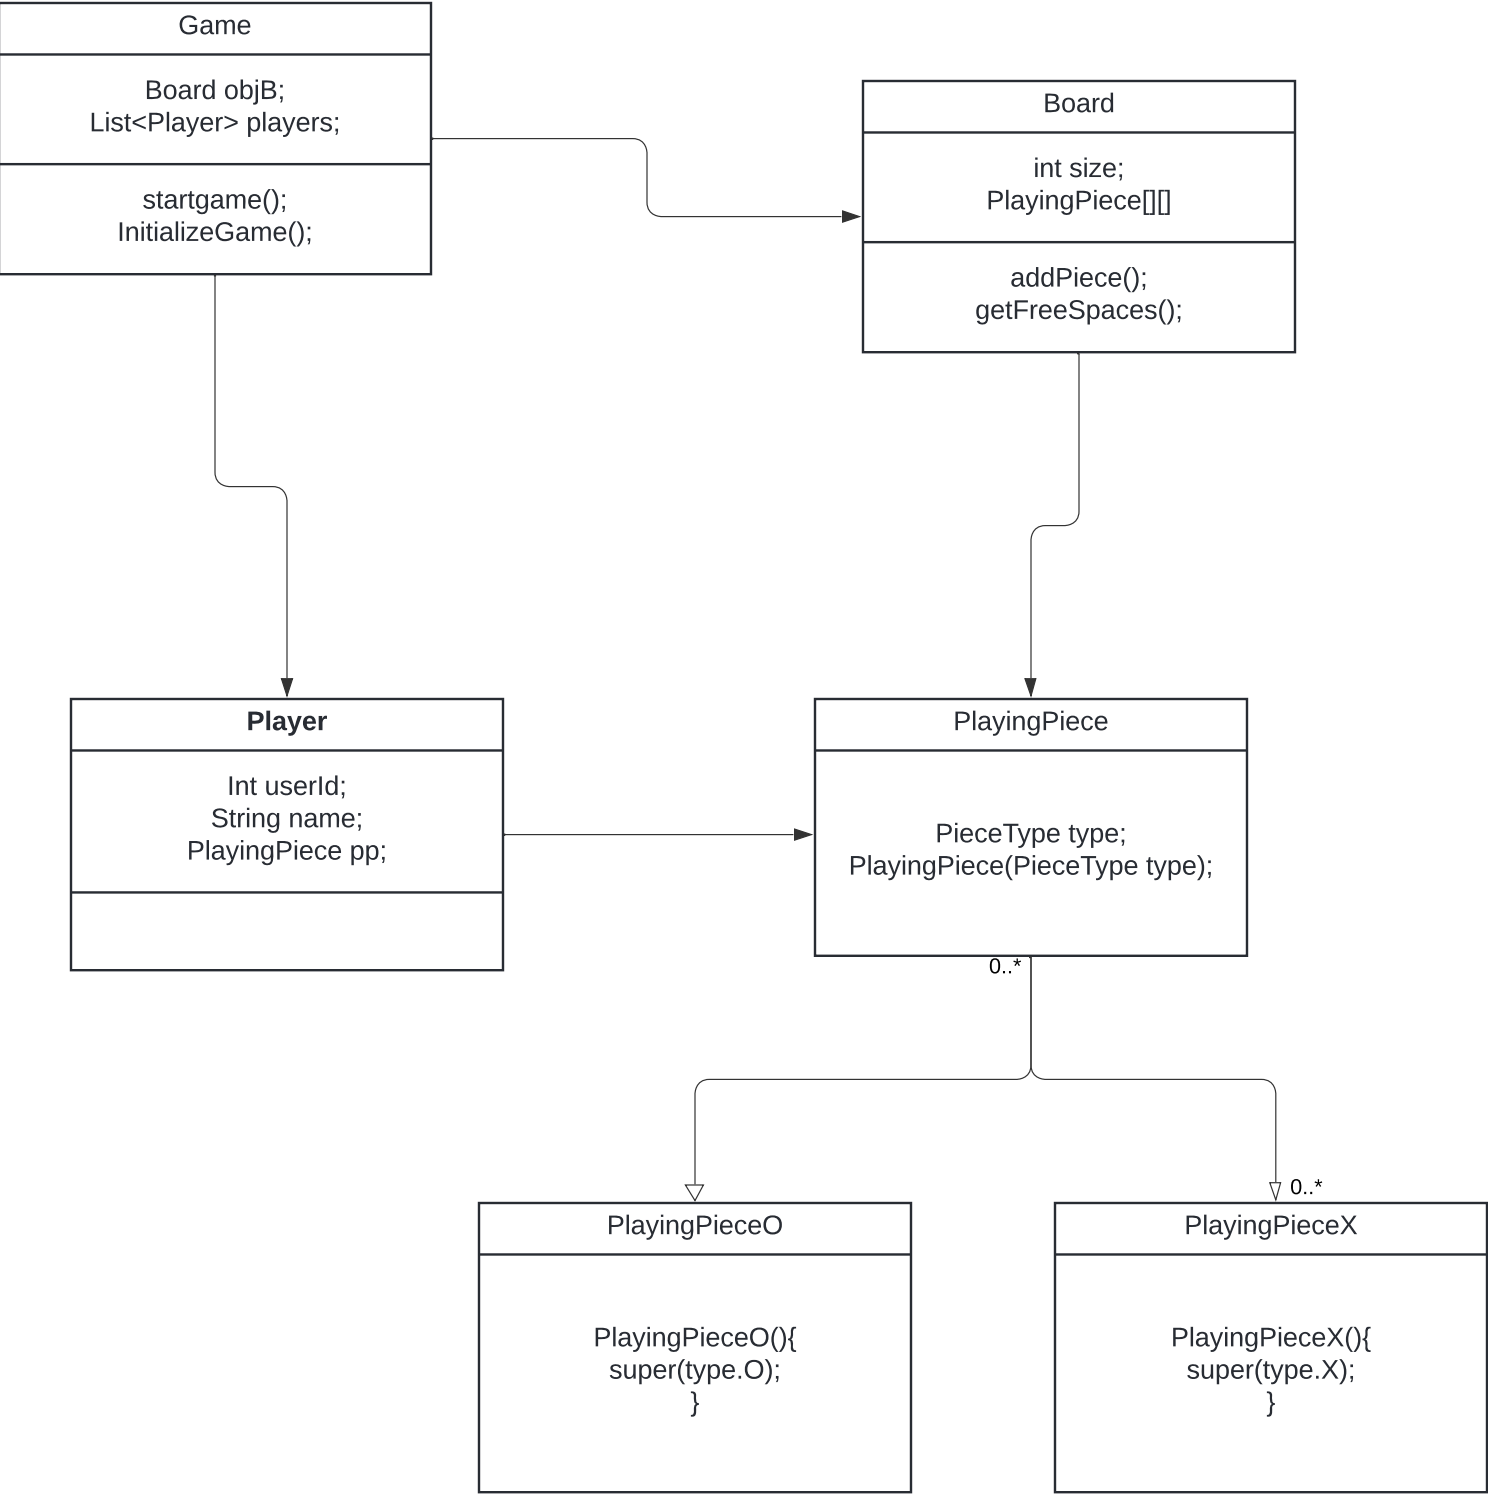 Game
Board objB;
List<Player> players;
startgame();
InitializeGame();
Board
int size;
PlayingPiece[][]
addPiece();
getFreeSpaces();
Player
Int userId;
String name;
PlayingPiece pp;
PlayingPiece
PieceType type;
PlayingPiece(PieceType type);
0..*
0..*
PlayingPieceO
PlayingPieceO(){
super(type.O);
}
PlayingPieceX
PlayingPieceX(){
super(type.X);
}